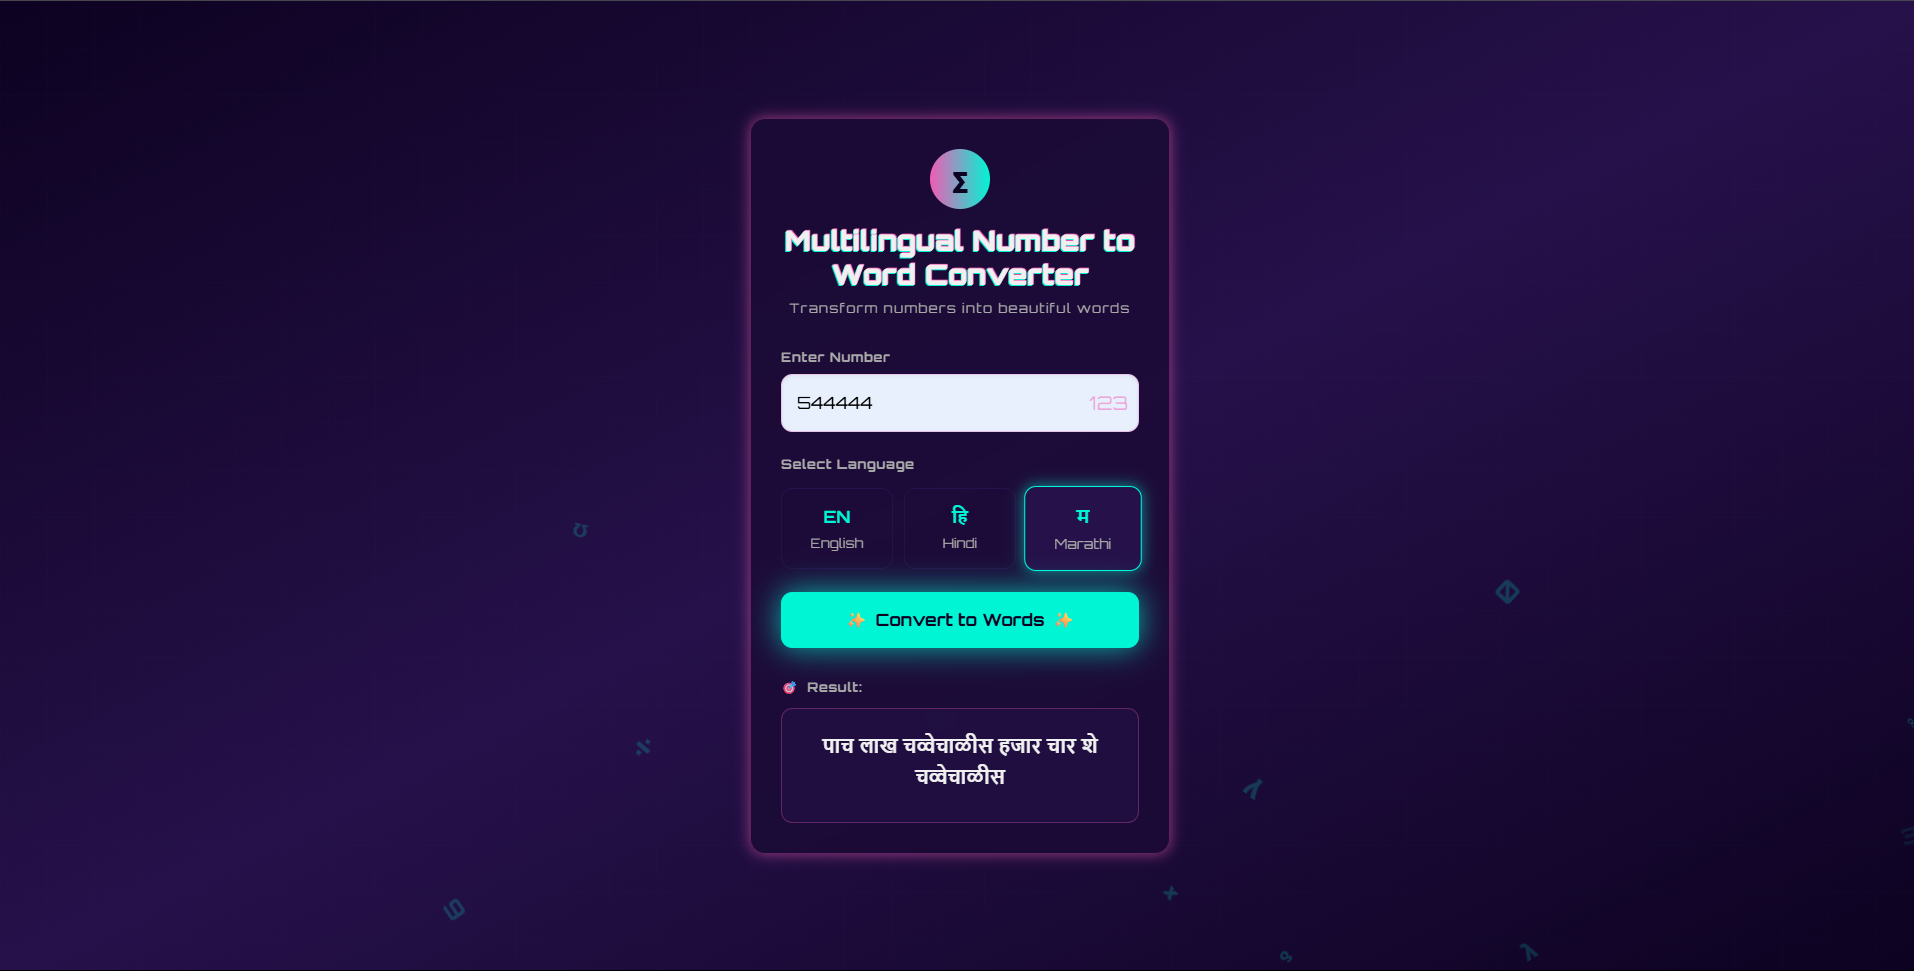 Σ
Multilingual Number to
Word Converter
Transform numbers into beautiful words
Enter Number
544444 123
Select Language
EN हि म
English Hindi Marathi
✨ Convert to Words ✨
🎯 Result:
पाच लाख चव्वेचाळीस हजार चार शे
चव्वेचाळीस